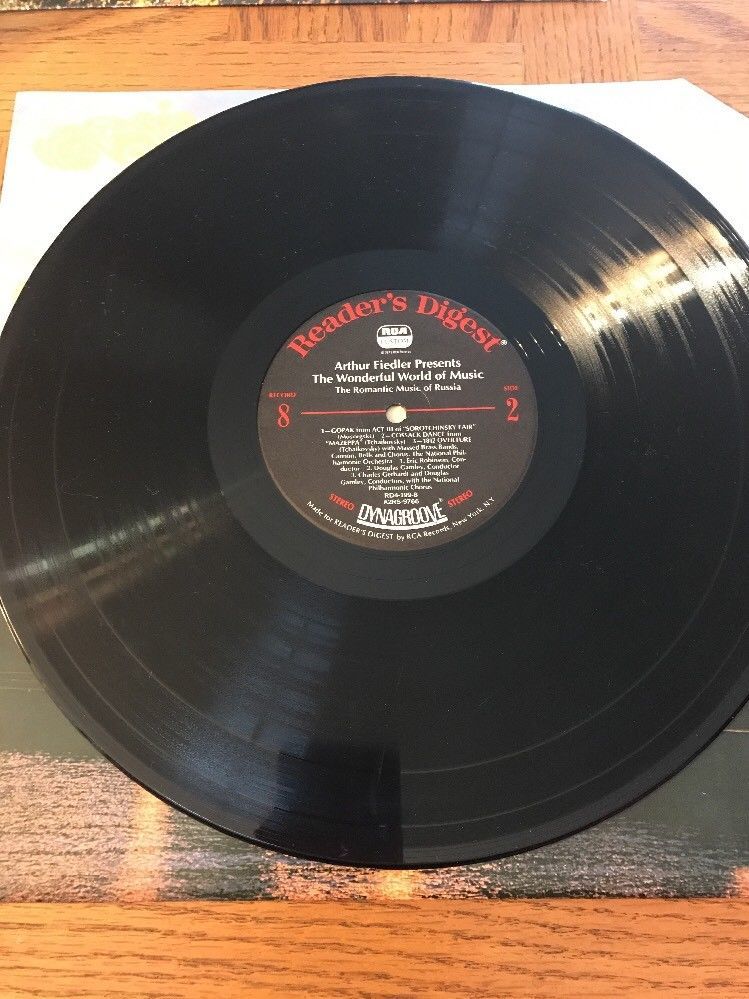 Reader's Digest®
RCA
CUSTOM
Arthur Fiedler Presents
The Wonderful World of Music
The Romantic Music of Russia
RECORD
8
SIDE
2
1—GOPAK from ACT III of "SOROTCHINSKY FAIR"
(Mussorgsky) 2—COSSACK DANCE from
"MAZEPPA" (Tchaikovsky) 3—1812 OVERTURE
(Tchaikovsky) with Massed Brass Bands,
Cannon, Bells and Chorus. The National Phil-
harmonic Orchestra 1. Eric Robinson, Con-
ductor 2. Douglas Gamley, Conductor
3. Charles Gerhardt and Douglas
Gamley, Conductors, with the National
Philharmonic Chorus
RD4-199-8
STEREO
DYNAGROOVE
STEREO
Made for READER'S DIGEST by RCA Records, New York, N.Y.